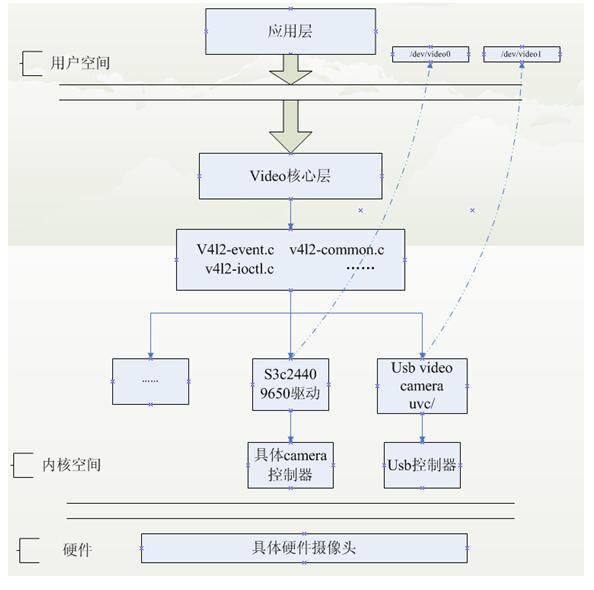 应用层
/dev/video0
/dev/video1
用户空间
Video核心层
V4l2-event.c v4l2-common.c
v4l2-ioctl.c ……
……
S3c2440
9650驱动
Usb video
camera
uvc/
内核空间
具体camera
控制器
Usb控制器
硬件
具体硬件摄像头